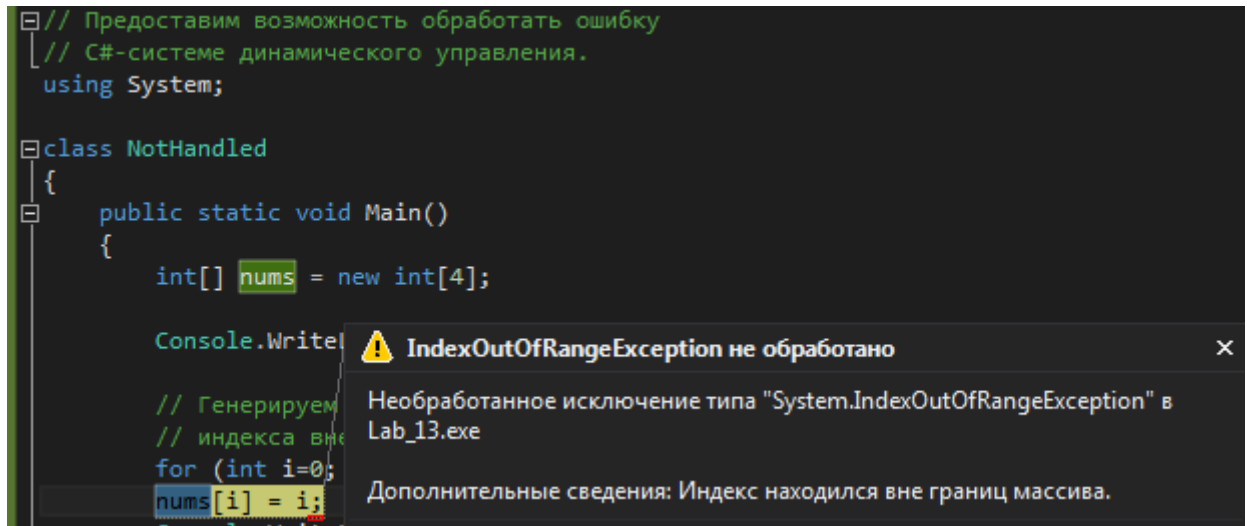 // Предоставим возможность обработать ошибку
// C#-системе динамического управления.
using System;
class NotHandled
{
public static void Main()
{
int[] nums = new int[4];
Console.Write
IndexOutOfRangeException не обработано
// Генерируем
Необработанное исключение типа "System.IndexOutOfRangeException" в
// индекса
Lab_13.exe
for (int i=0;
nums[i] = i;
Дополнительные сведения: Индекс находился вне границ массива.